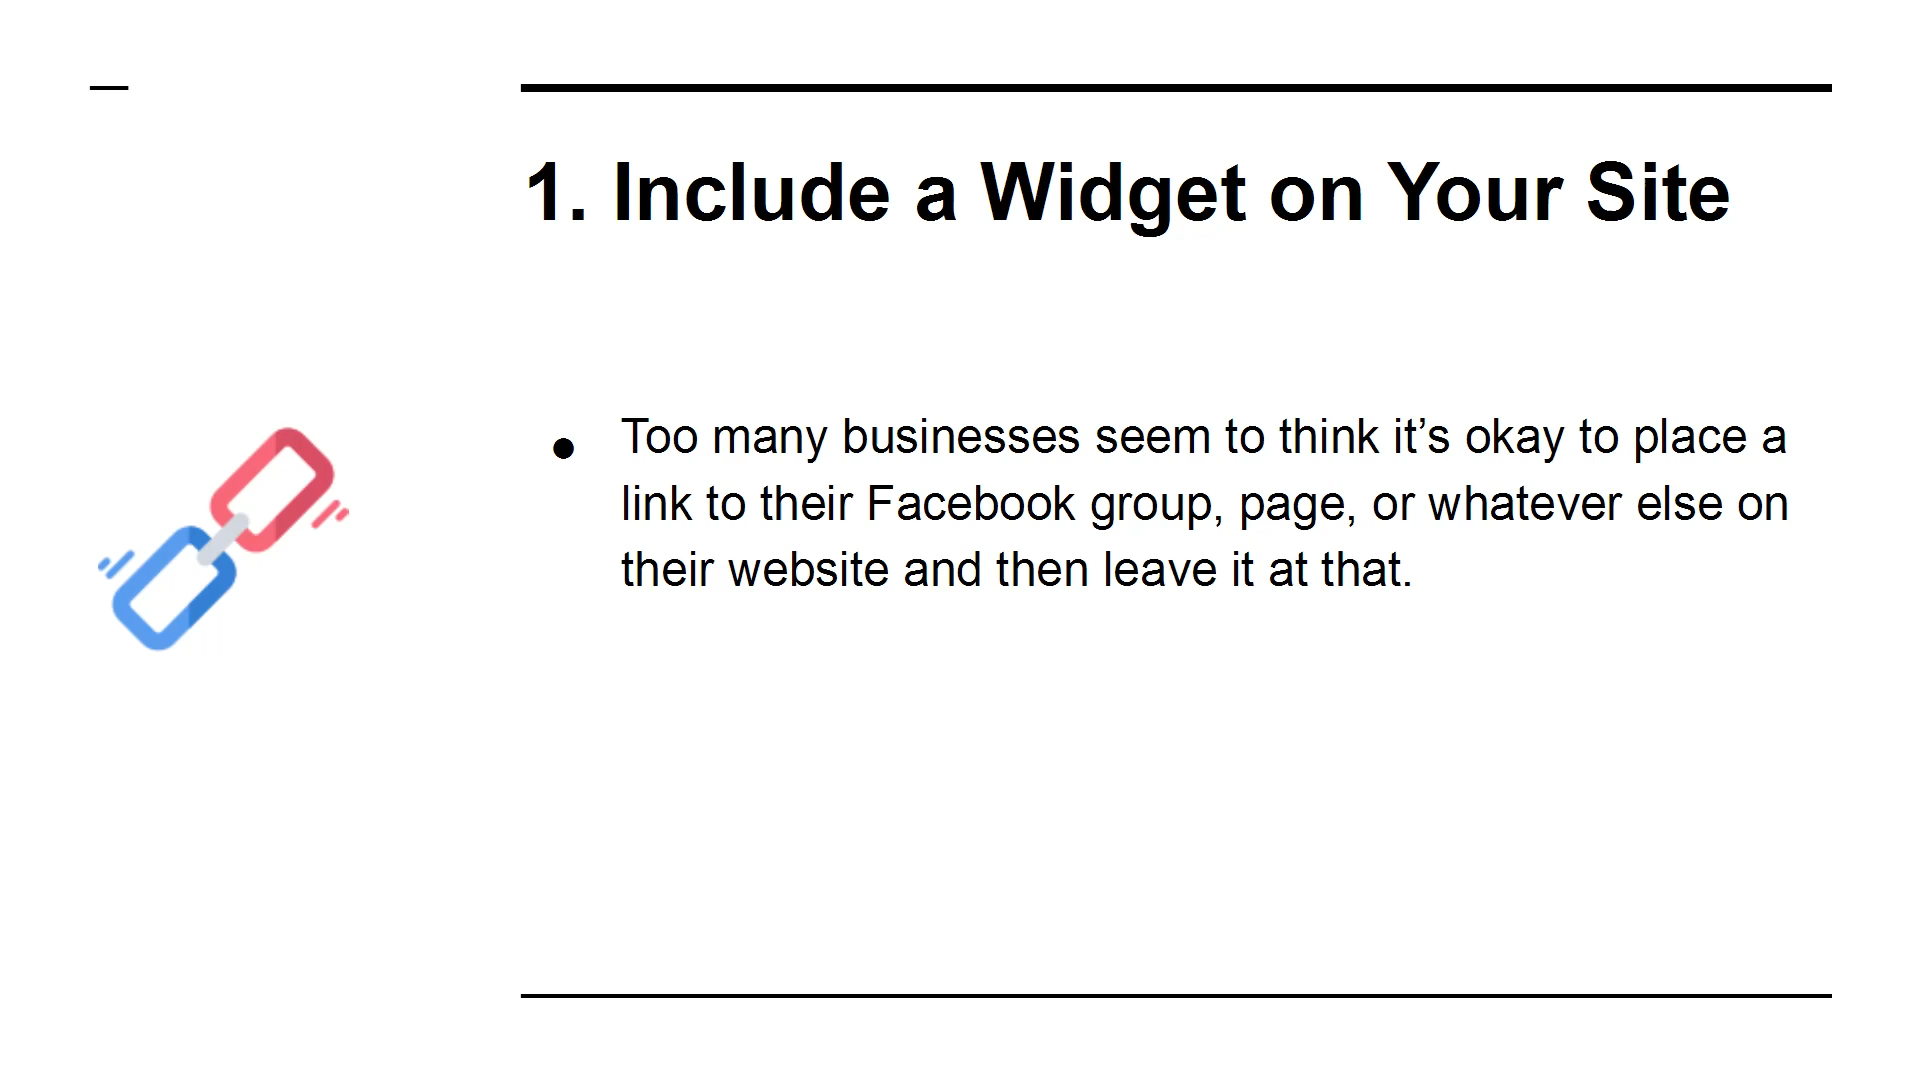 1. Include a Widget on Your Site
● Too many businesses seem to think it’s okay to place a
link to their Facebook group, page, or whatever else on
their website and then leave it at that.